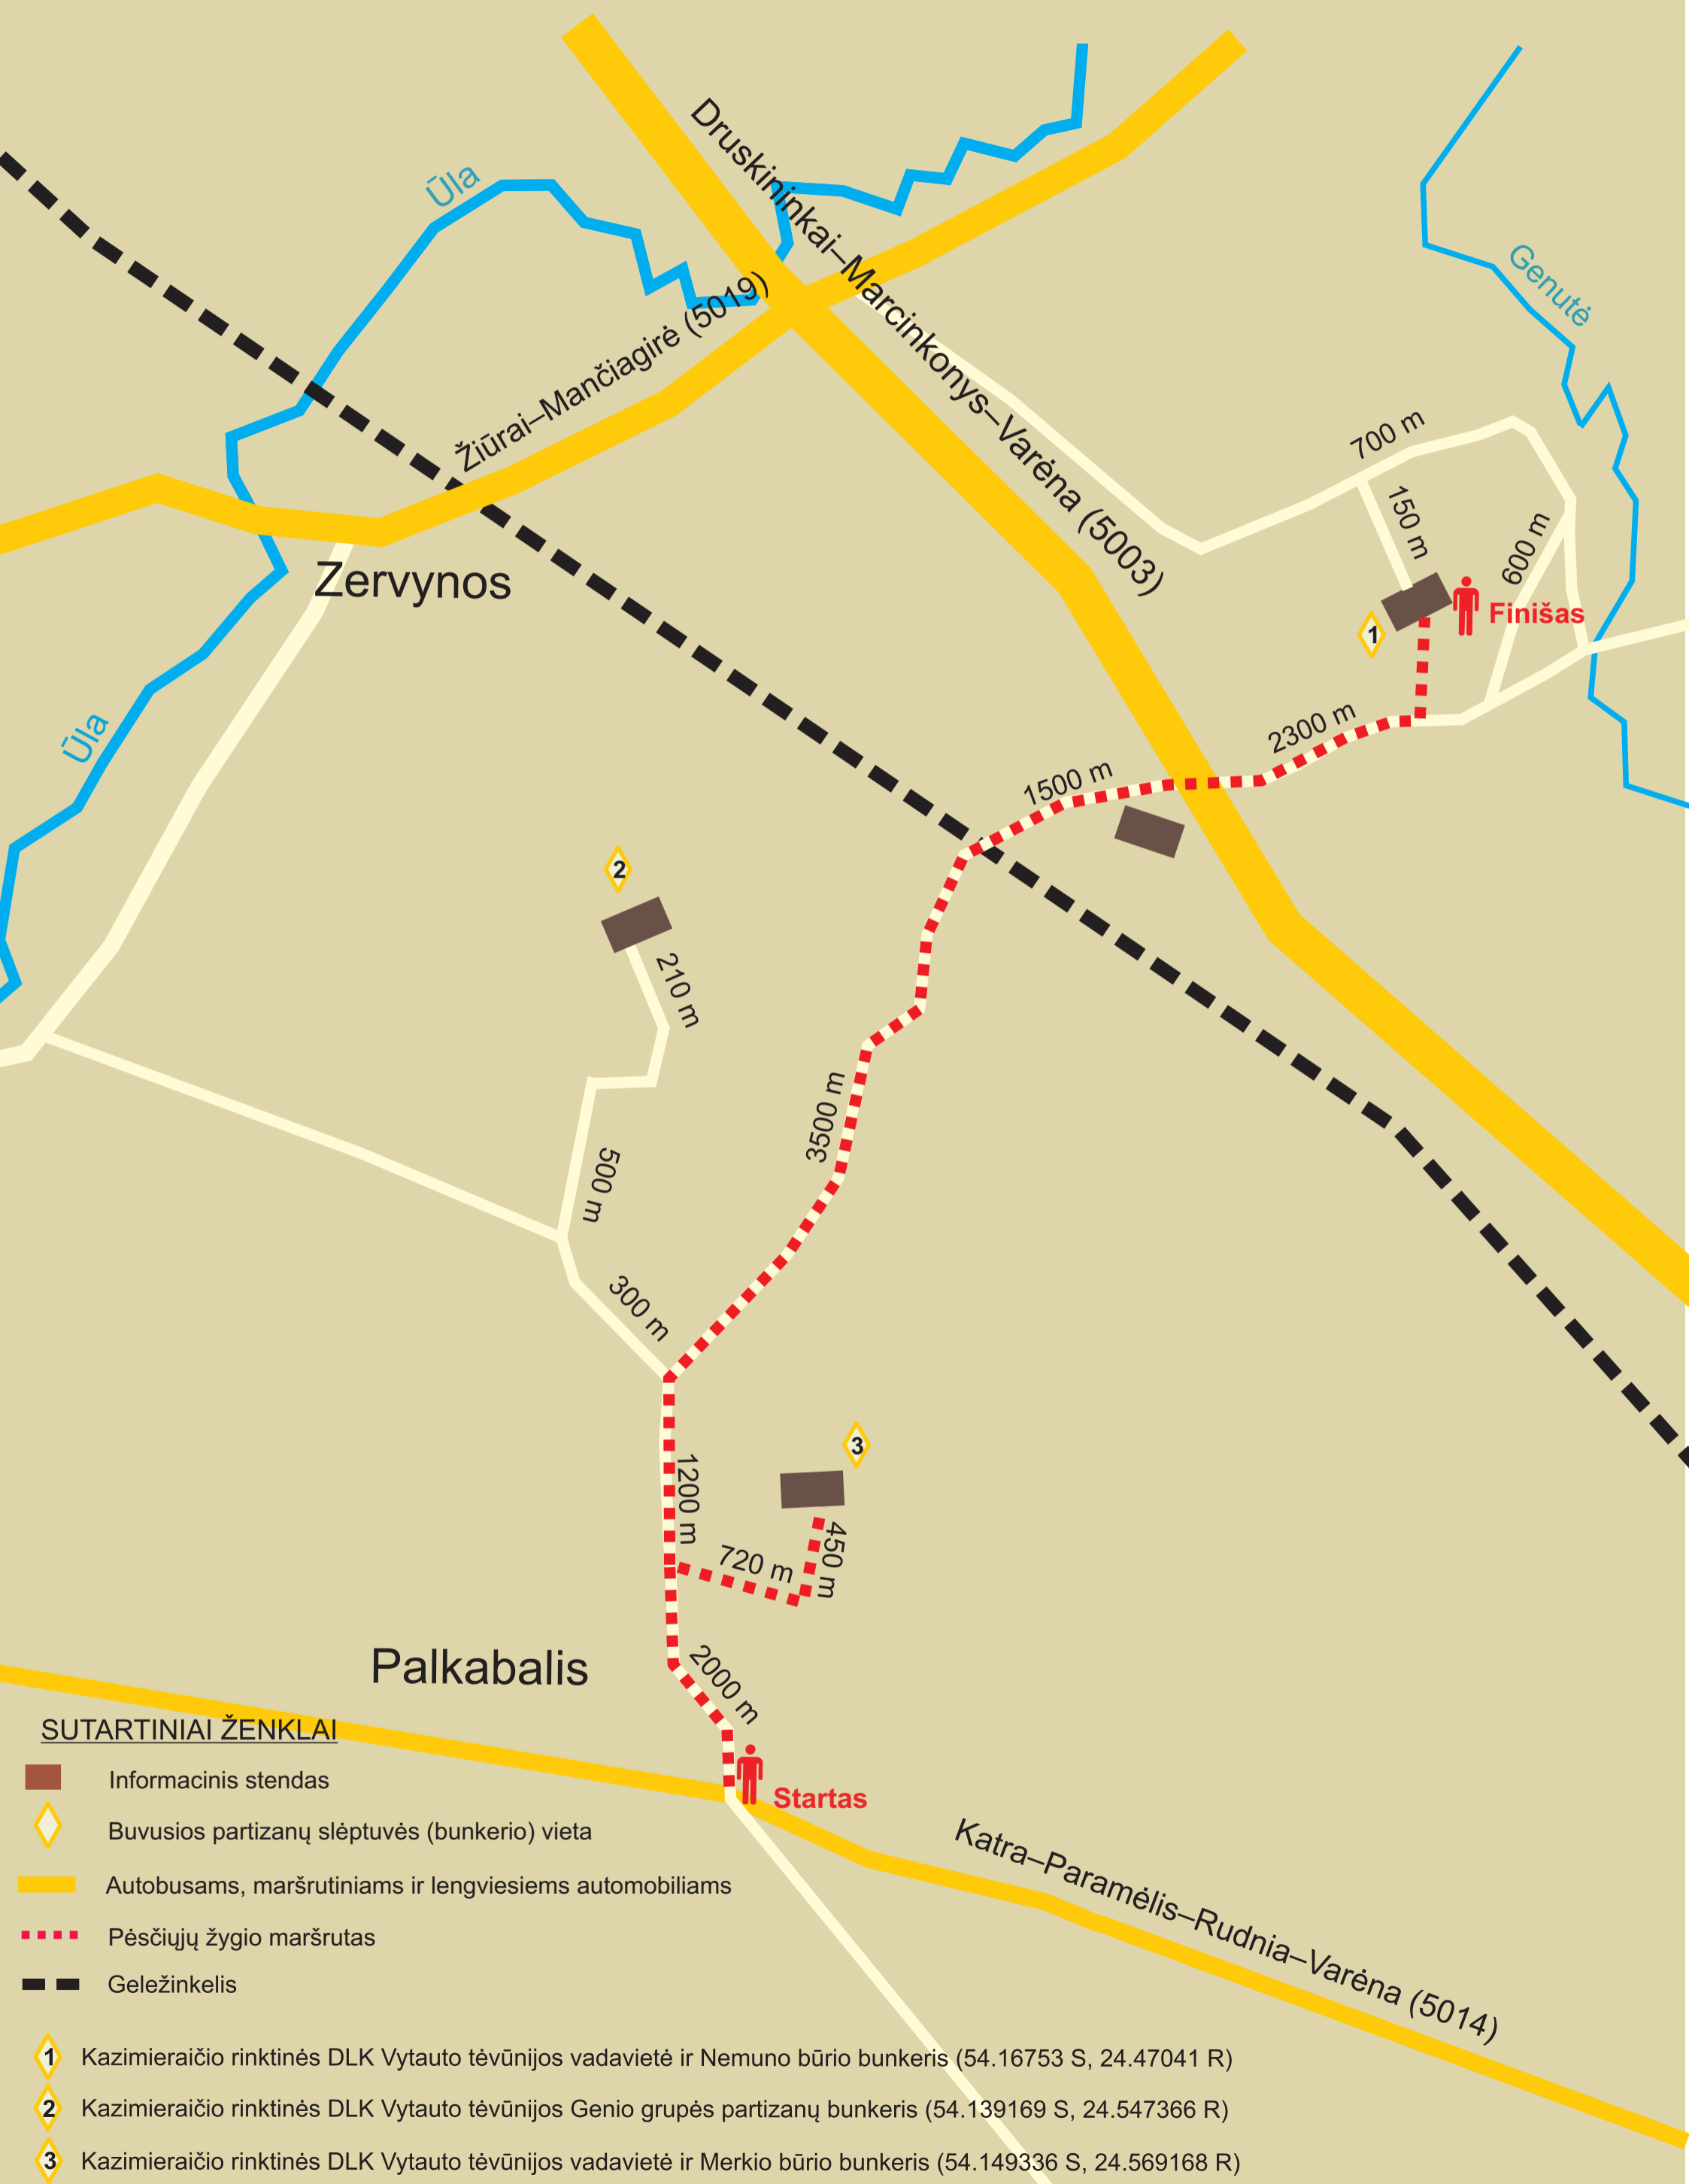 Druskininkai–Marcinkonys–Varėna (5003)
Ūla
Genutė
Žiūrai–Mančiagirė (5019)
700 m
150 m
600 m
Zervynos
Finišas
1
Ūla
2300 m
1500 m
2
210 m
3500 m
500 m
300 m
3
1200 m
450 m
720 m
Palkabalis
2000 m
Startas
Katra–Paramėlis–Rudnia–Varėna (5014)
SUTARTINIAI ŽENKLAI
Informacinis stendas
Buvusios partizanų slėptuvės (bunkerio) vieta
Autobusams, maršrutiniams ir lengviesiems automobiliams
Pėsčiųjų žygio maršrutas
Geležinkelis
1 Kazimieraičio rinktinės DLK Vytauto tėvūnijos vadavietė ir Nemuno būrio bunkeris (54.16753 S, 24.47041 R)
2 Kazimieraičio rinktinės DLK Vytauto tėvūnijos Genio grupės partizanų bunkeris (54.139169 S, 24.547366 R)
3 Kazimieraičio rinktinės DLK Vytauto tėvūnijos vadavietė ir Merkio būrio bunkeris (54.149336 S, 24.569168 R)